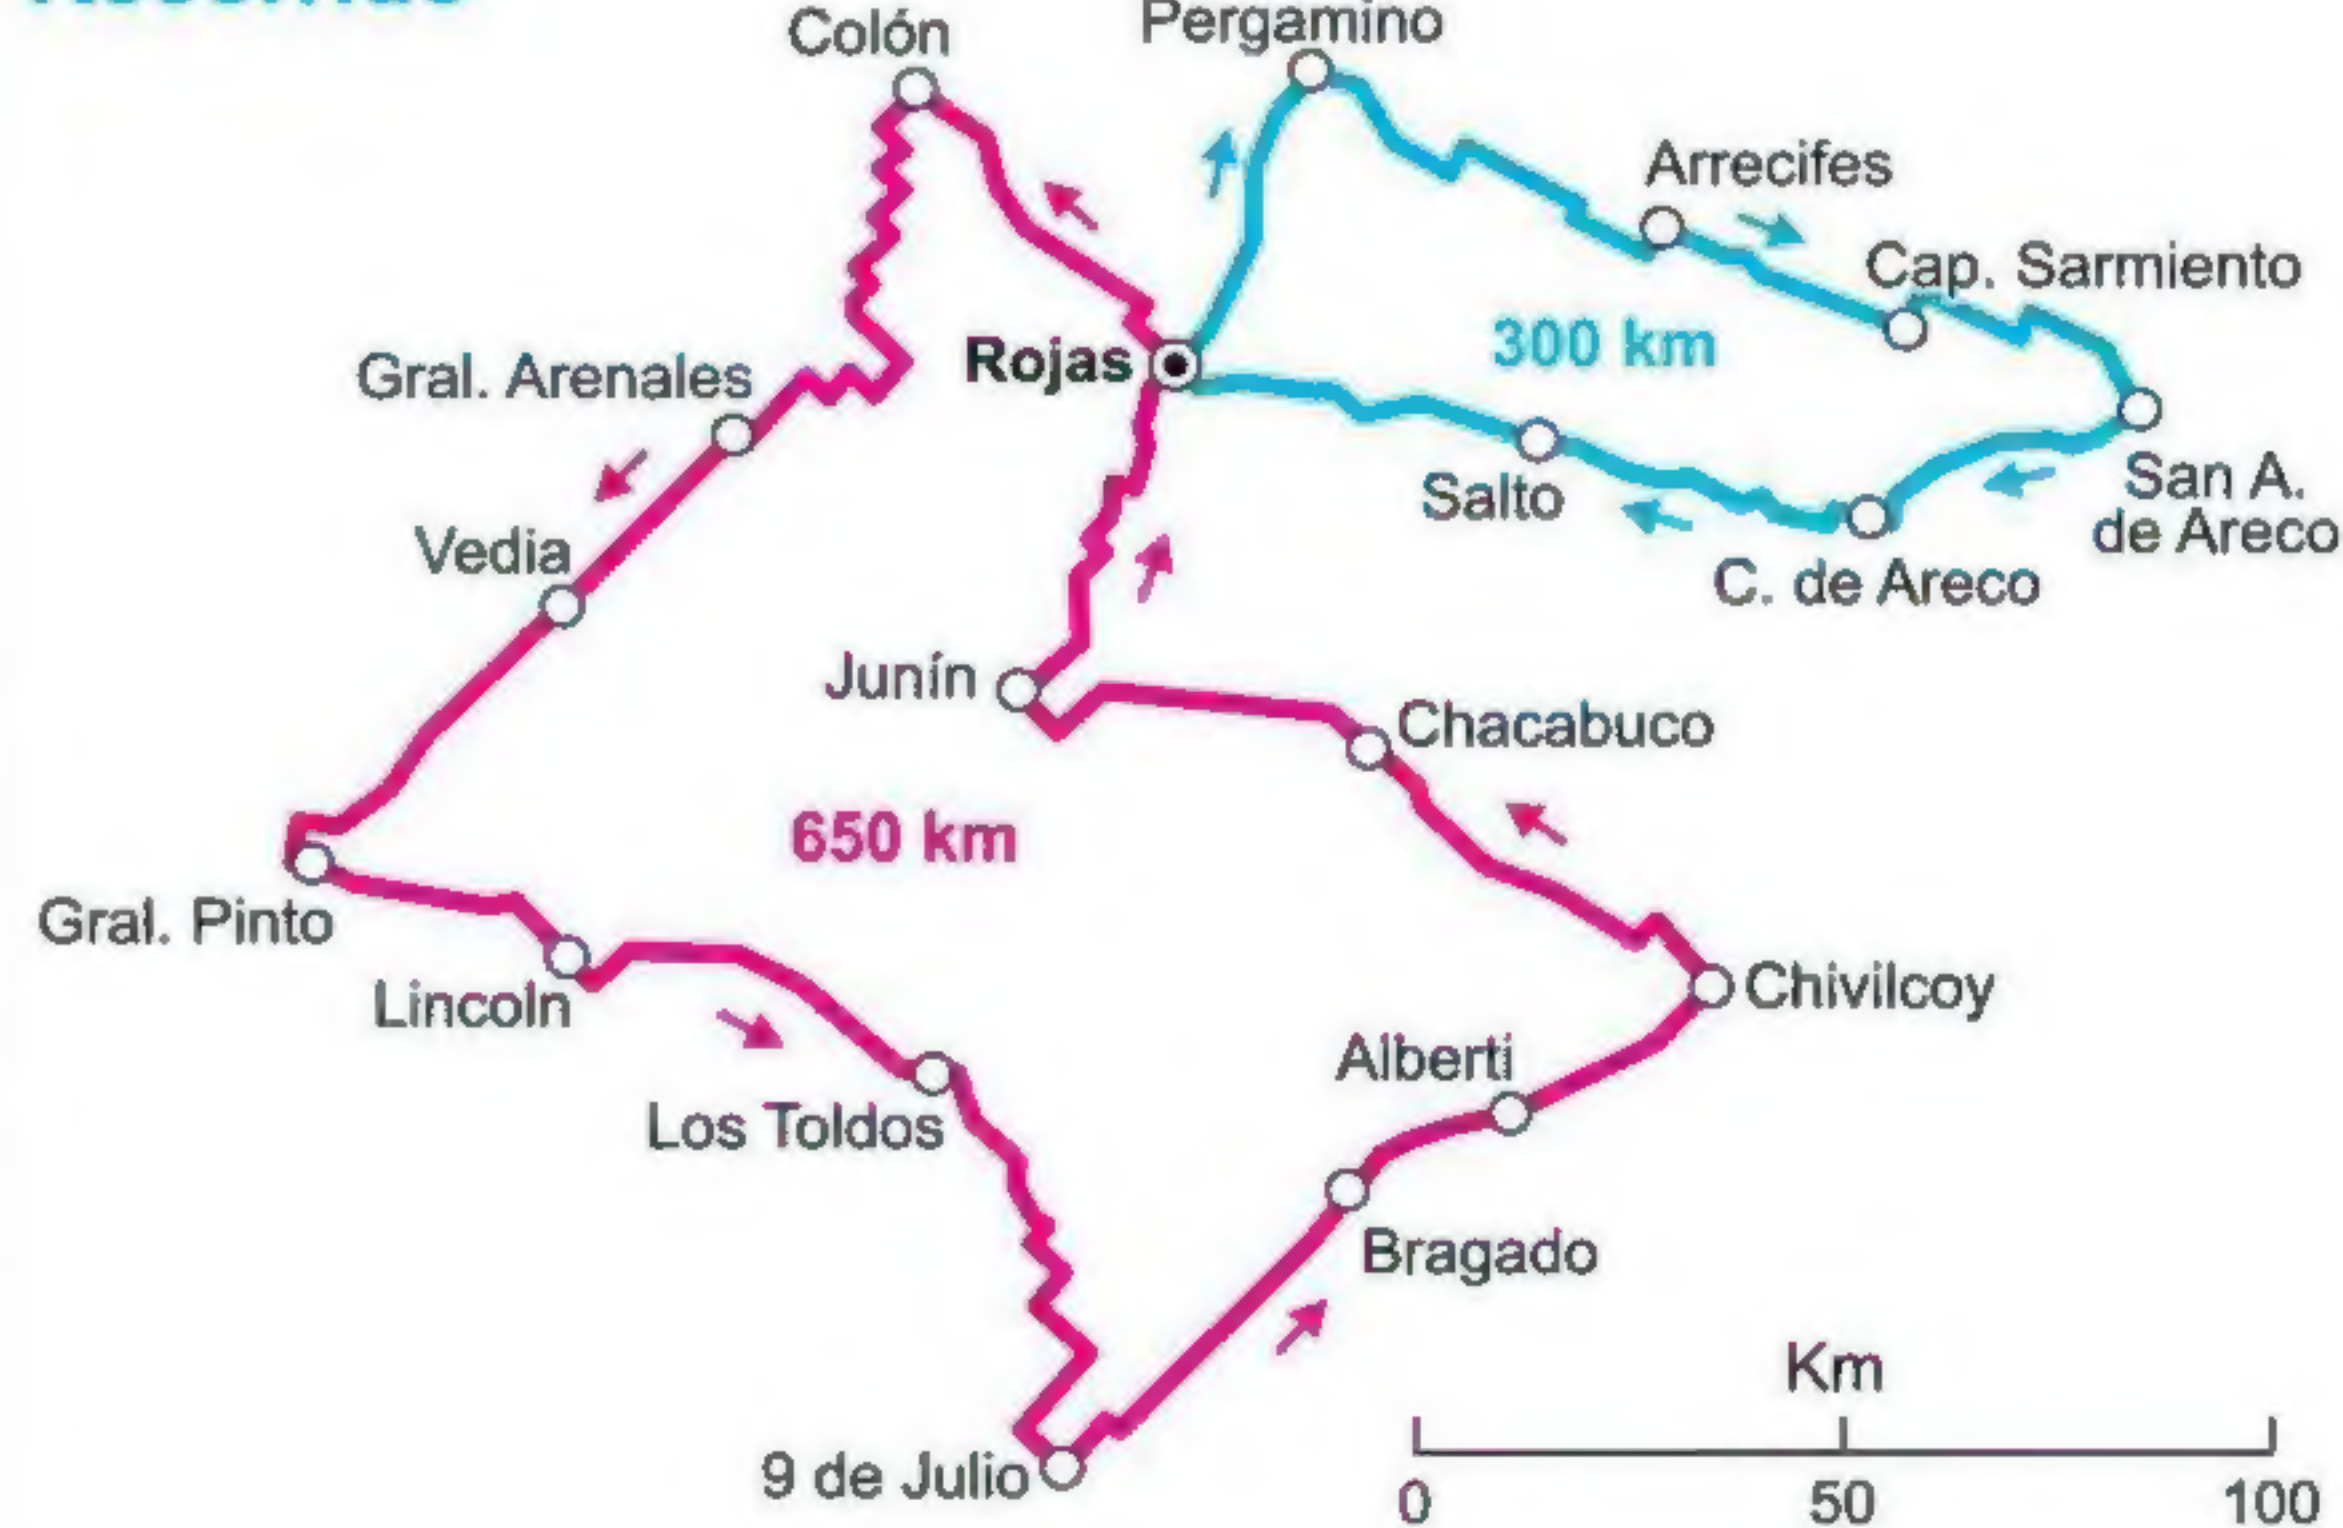 Colón
Pergamino
Arrecifes
Cap. Sarmiento
300 km
Rojas
Gral. Arenales
San A.
de Areco
Salto
C. de Areco
Vedia
Junín
Chacabuco
650 km
Gral. Pinto
Lincoln
Chivilcoy
Alberti
Los Toldos
Bragado
9 de Julio
Km
0 50 100